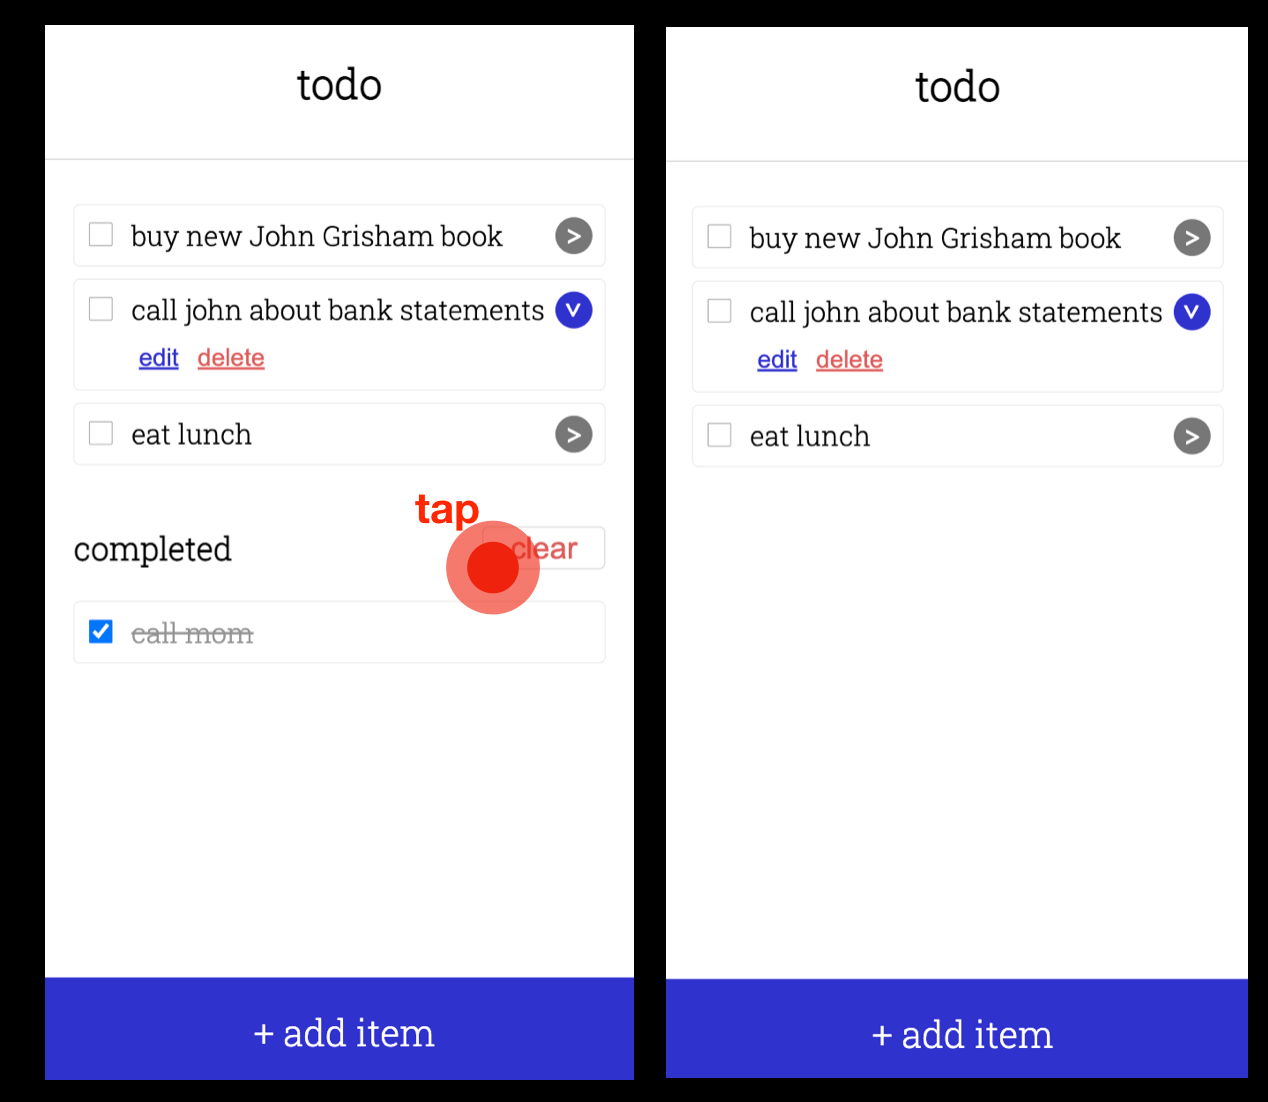 todo
buy new John Grisham book >
call john about bank statements v
edit delete
eat lunch >
tap
completed clear
call mom
+ add item
todo
buy new John Grisham book >
call john about bank statements v
edit delete
eat lunch >
+ add item